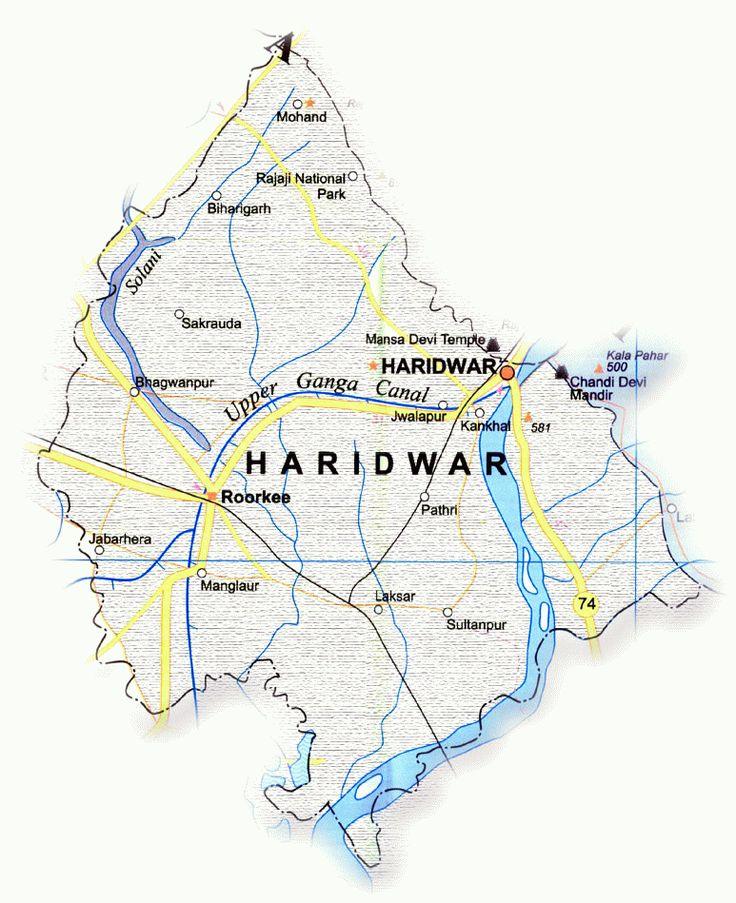 A
Mohand
Rajaji National
Park
Biharigarh
Solani
Sakrauda
Mansa Devi Temple
HARIDWAR
Kala Pahar
500
Chandi Devi
Mandir
Bhagwanpur
Upper Ganga Canal
Jwalapur
Kankhal
581
HARIDWAR
Roorkee
Pathri
Jabarhera
Manglaur
Laksar
Sultanpur
74